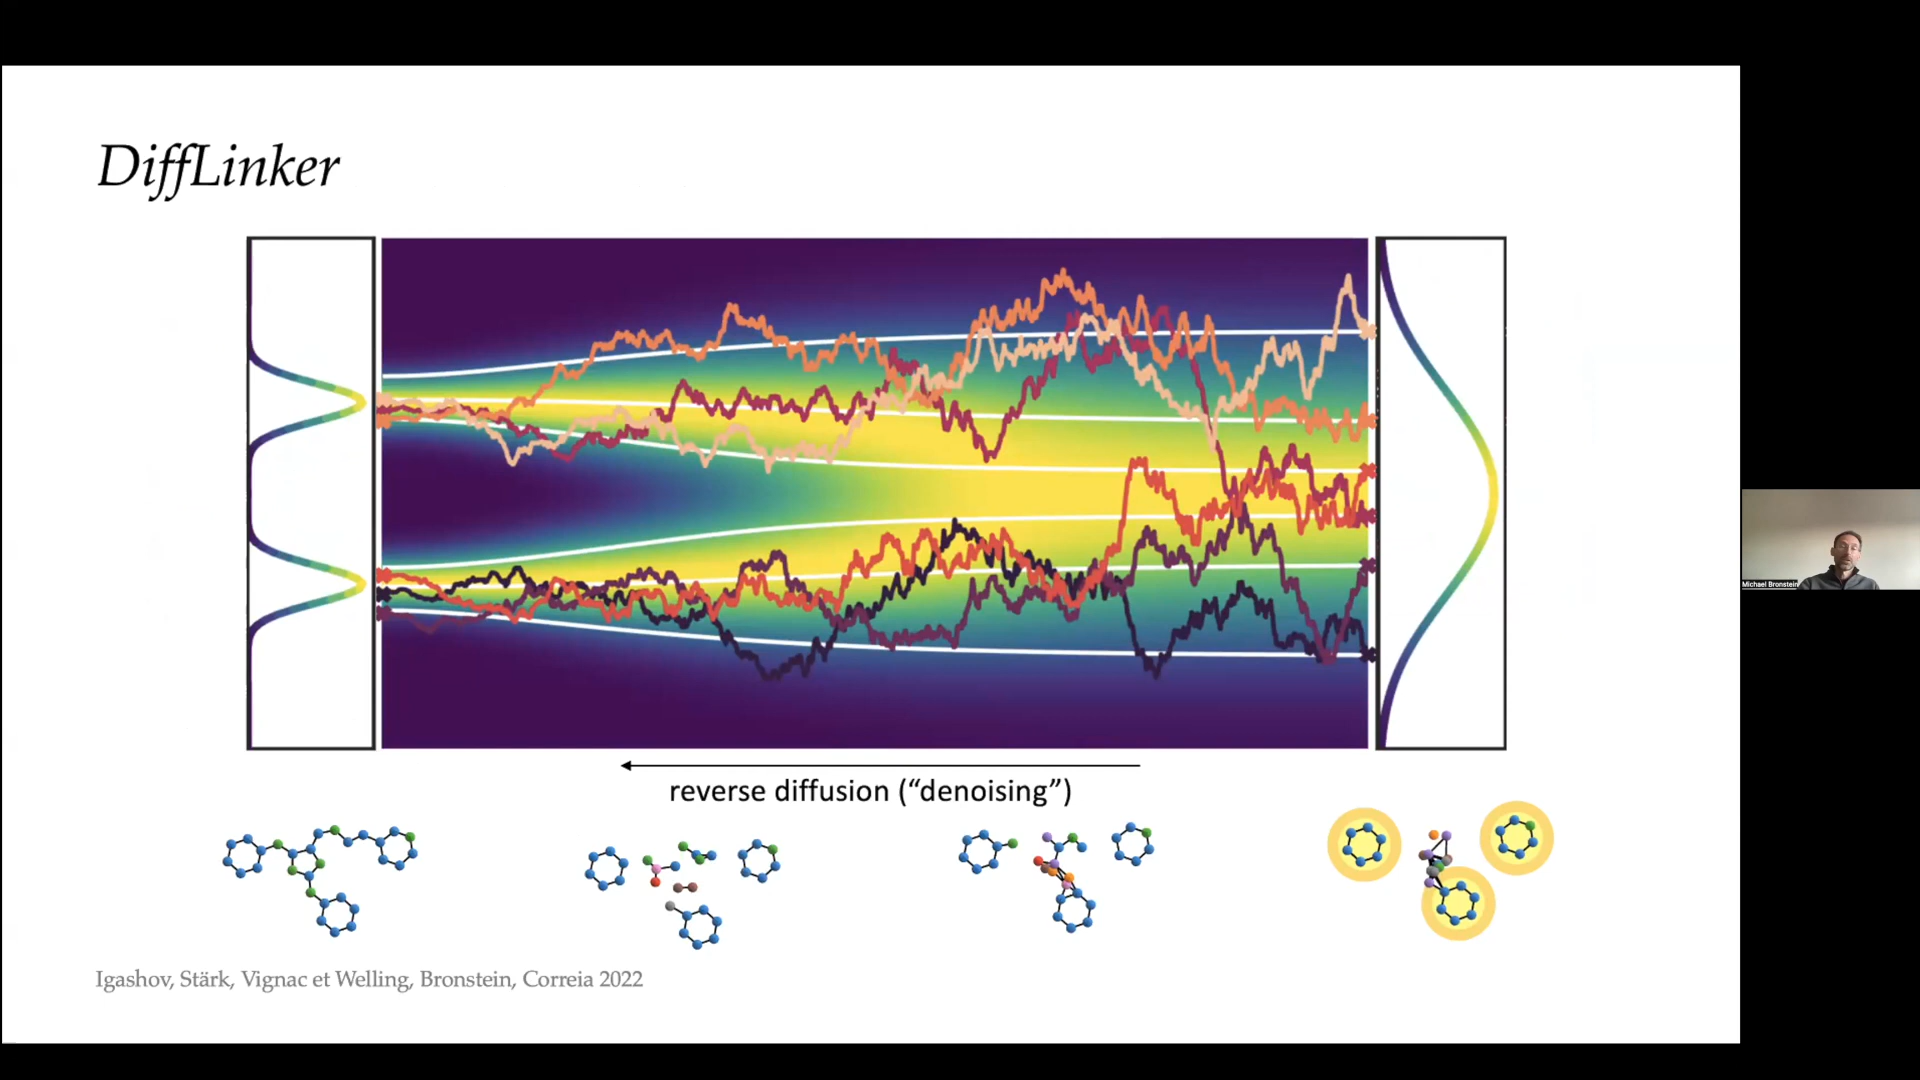 DiffLinker
reverse diffusion (“denoising”)
Igashov, Stärk, Vignac et Welling, Bronstein, Correia 2022
Michael Bronstein